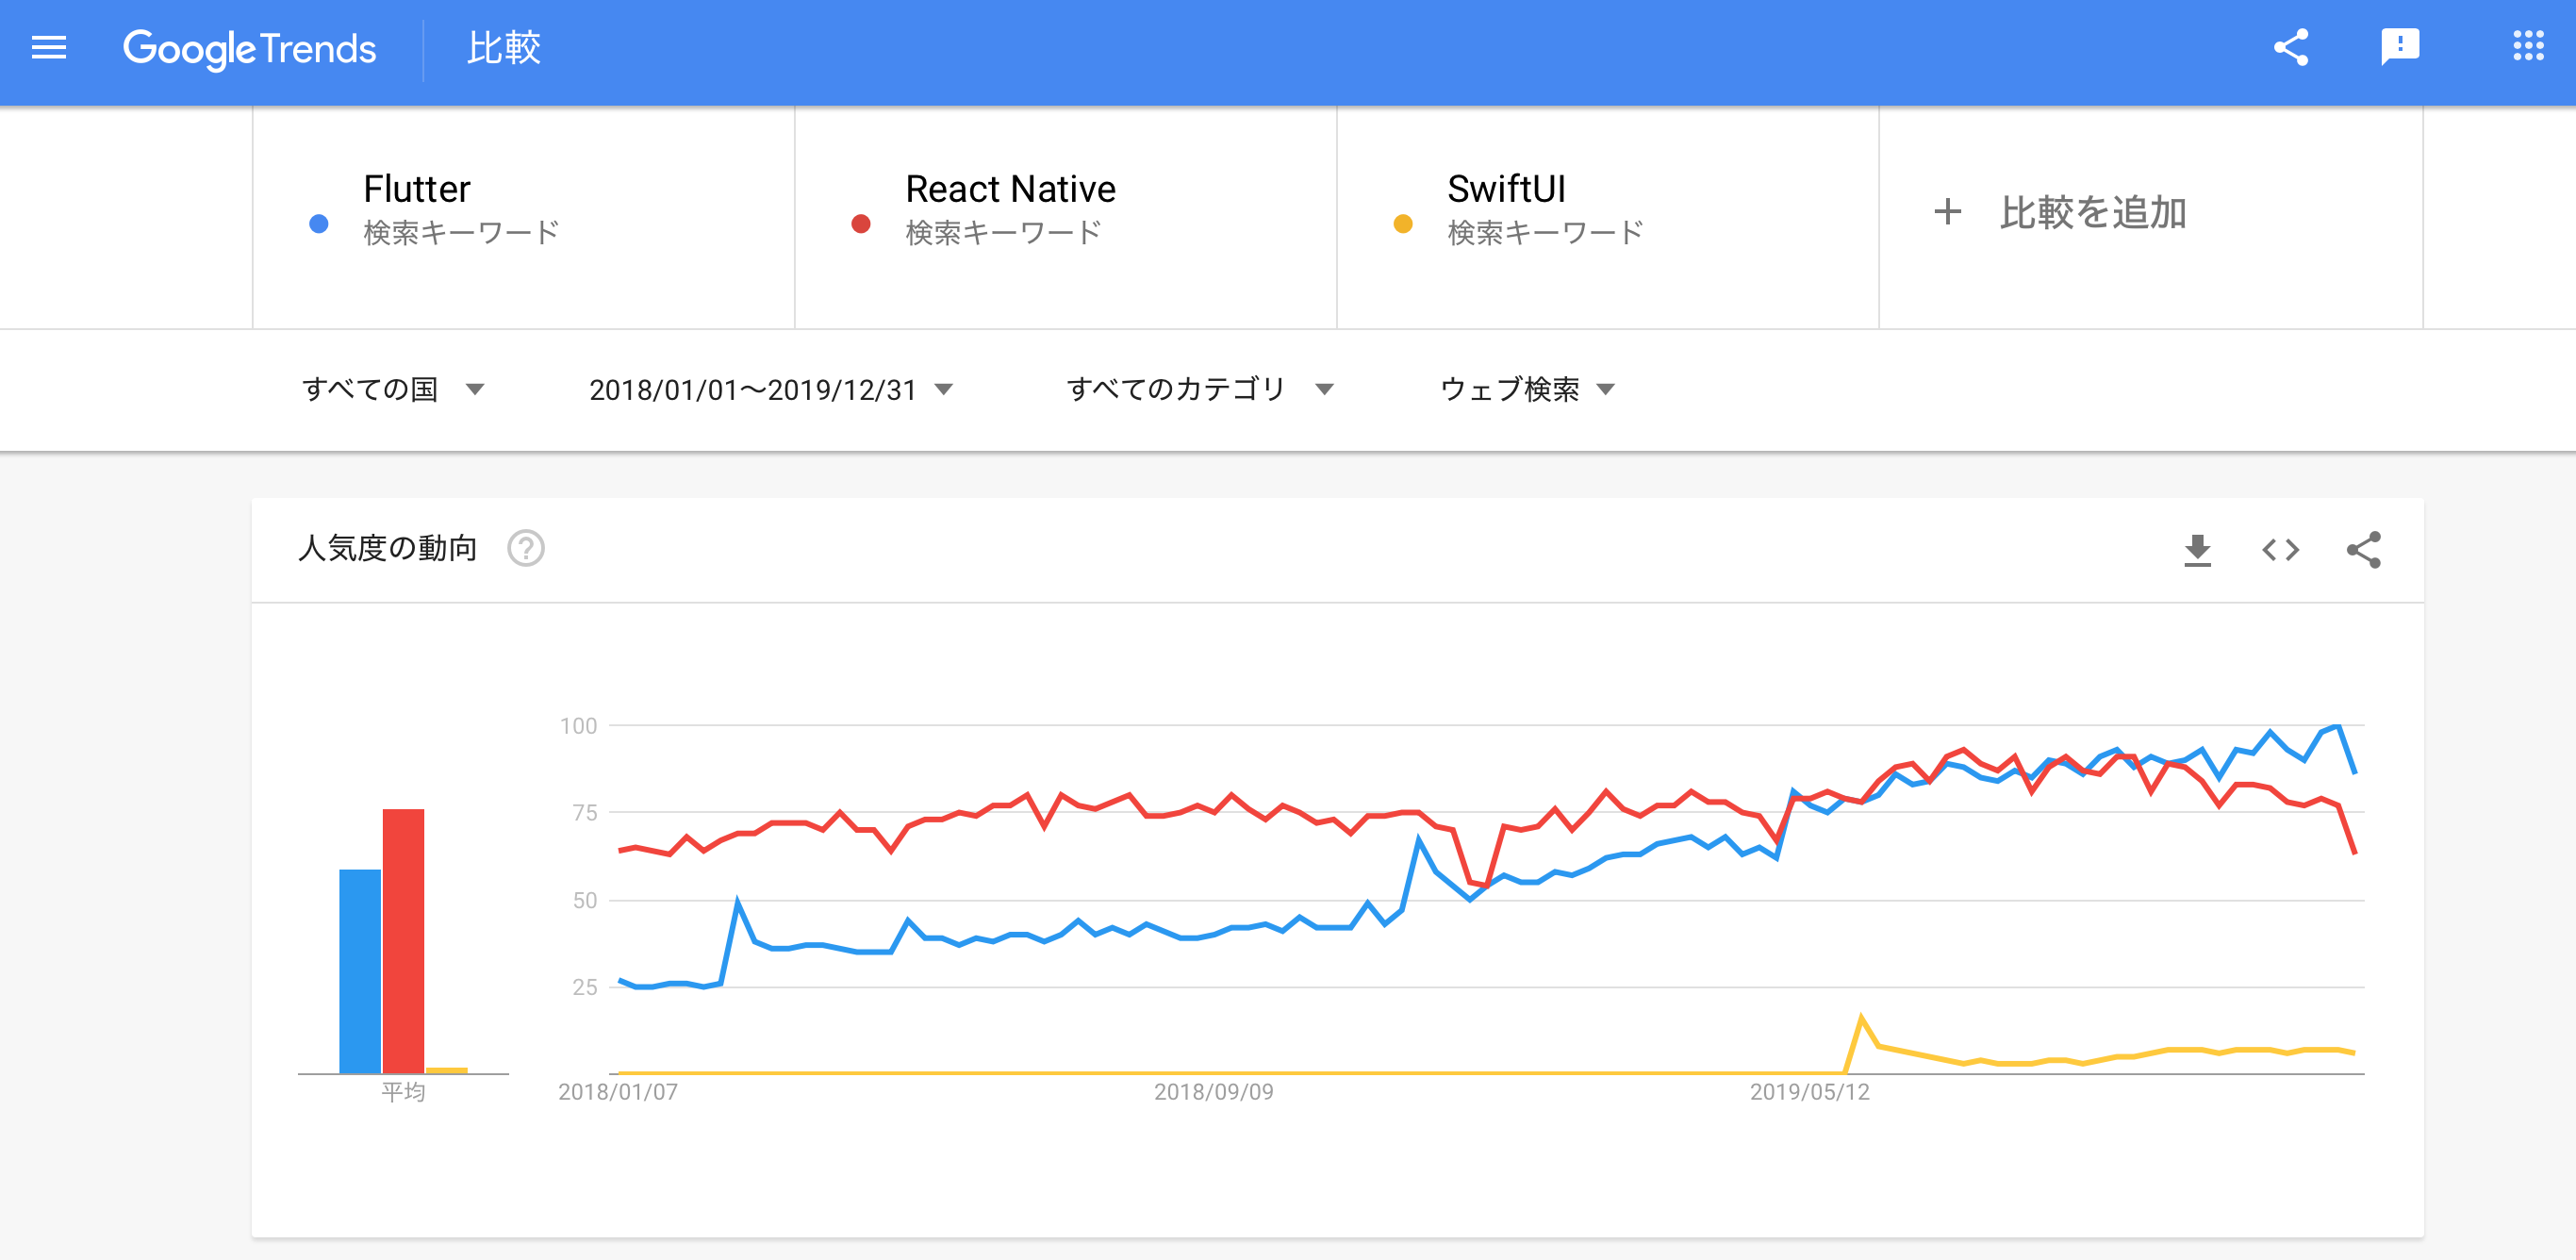 Google Trends 比較
Flutter
検索キーワード
React Native
検索キーワード
SwiftUI
検索キーワード
+ 比較を追加
すべての国 2018/01/01〜2019/12/31 すべてのカテゴリ ウェブ検索
人気度の動向 ?
100
75
50
25
平均 2018/01/07 2018/09/09 2019/05/12